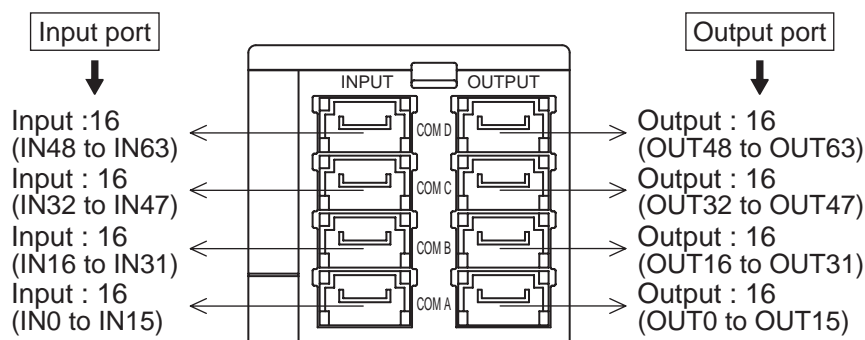 Input port
Output port
INPUT
OUTPUT
Input :16
(IN48 to IN63)
COM D
Output : 16
(OUT48 to OUT63)
Input : 16
(IN32 to IN47)
COM C
Output : 16
(OUT32 to OUT47)
Input : 16
(IN16 to IN31)
COM B
Output : 16
(OUT16 to OUT31)
Input : 16
(IN0 to IN15)
COM A
Output : 16
(OUT0 to OUT15)